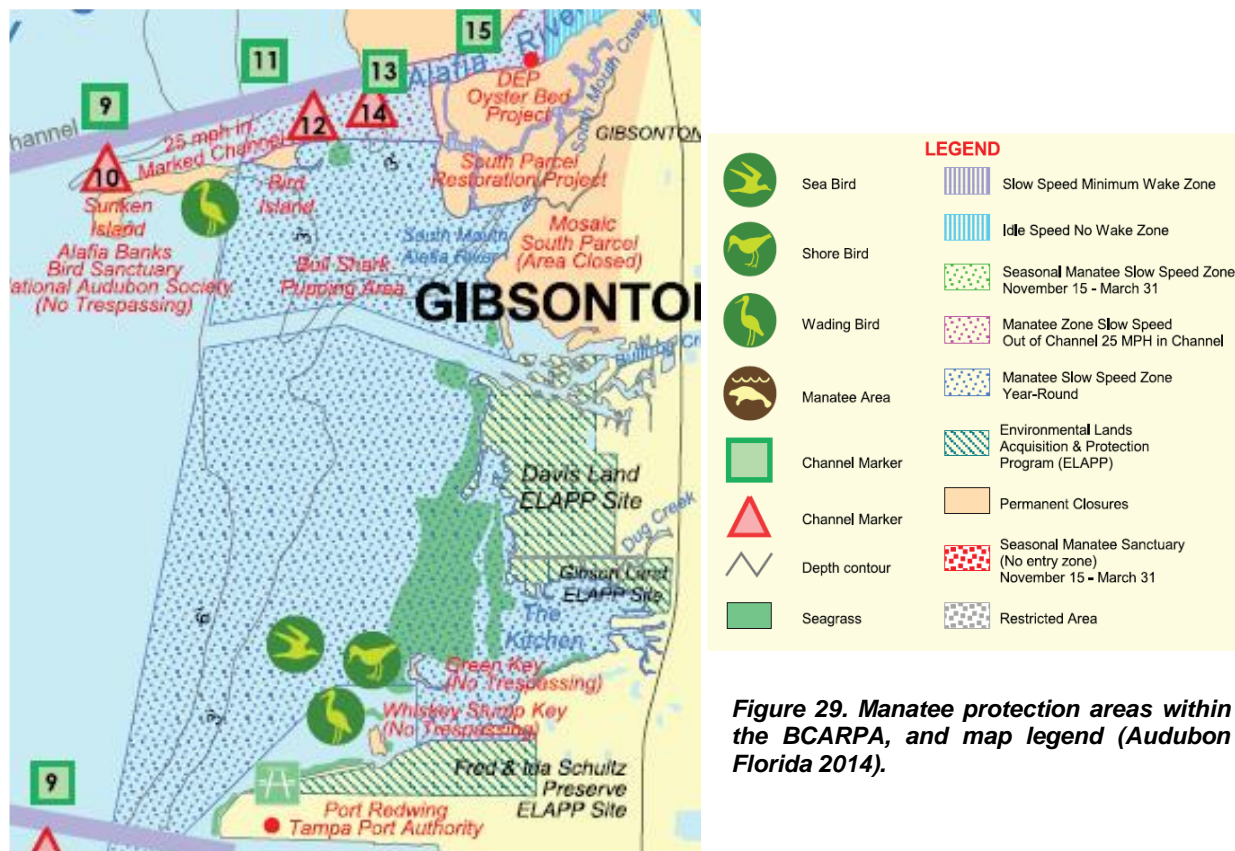 15
Alafia River
11
13
9
14
12
10
hannel
25 mph in
Marked Channel
DEP
Oyster Bed
Project
South Mouth Creek
GIBSONTON
South Parcel
Restoration Project
Bird
Island
Sunken
Island
Alafia Banks
Bird Sanctuary
National Audubon Society
(No Trespassing)
Mosaic
South Parcel
(Area Closed)
South Mouth
Alafia River
Bull Shark
Pupping Area
GIBSONTO
Bullfrog Cr
Davis Land
ELAPP Site
Dug Creek
Gibson Land
ELAPP Site
The
Kitchen
Green Key
(No Trespassing)
Whiskey Stump Key
(No Trespassing)
Fred & Ida Schultz
Preserve
ELAPP Site
9
Port Redwing
Tampa Port Authority
LEGEND
Sea Bird
Shore Bird
Wading Bird
Manatee Area
Channel Marker
Channel Marker
Depth contour
Seagrass
Slow Speed Minimum Wake Zone
Idle Speed No Wake Zone
Seasonal Manatee Slow Speed Zone
November 15 - March 31
Manatee Zone Slow Speed
Out of Channel 25 MPH in Channel
Manatee Slow Speed Zone
Year-Round
Environmental Lands
Acquisition & Protection
Program (ELAPP)
Permanent Closures
Seasonal Manatee Sanctuary
(No entry zone)
November 15 - March 31
Restricted Area
Figure 29. Manatee protection areas within
the BCARPA, and map legend (Audubon
Florida 2014).